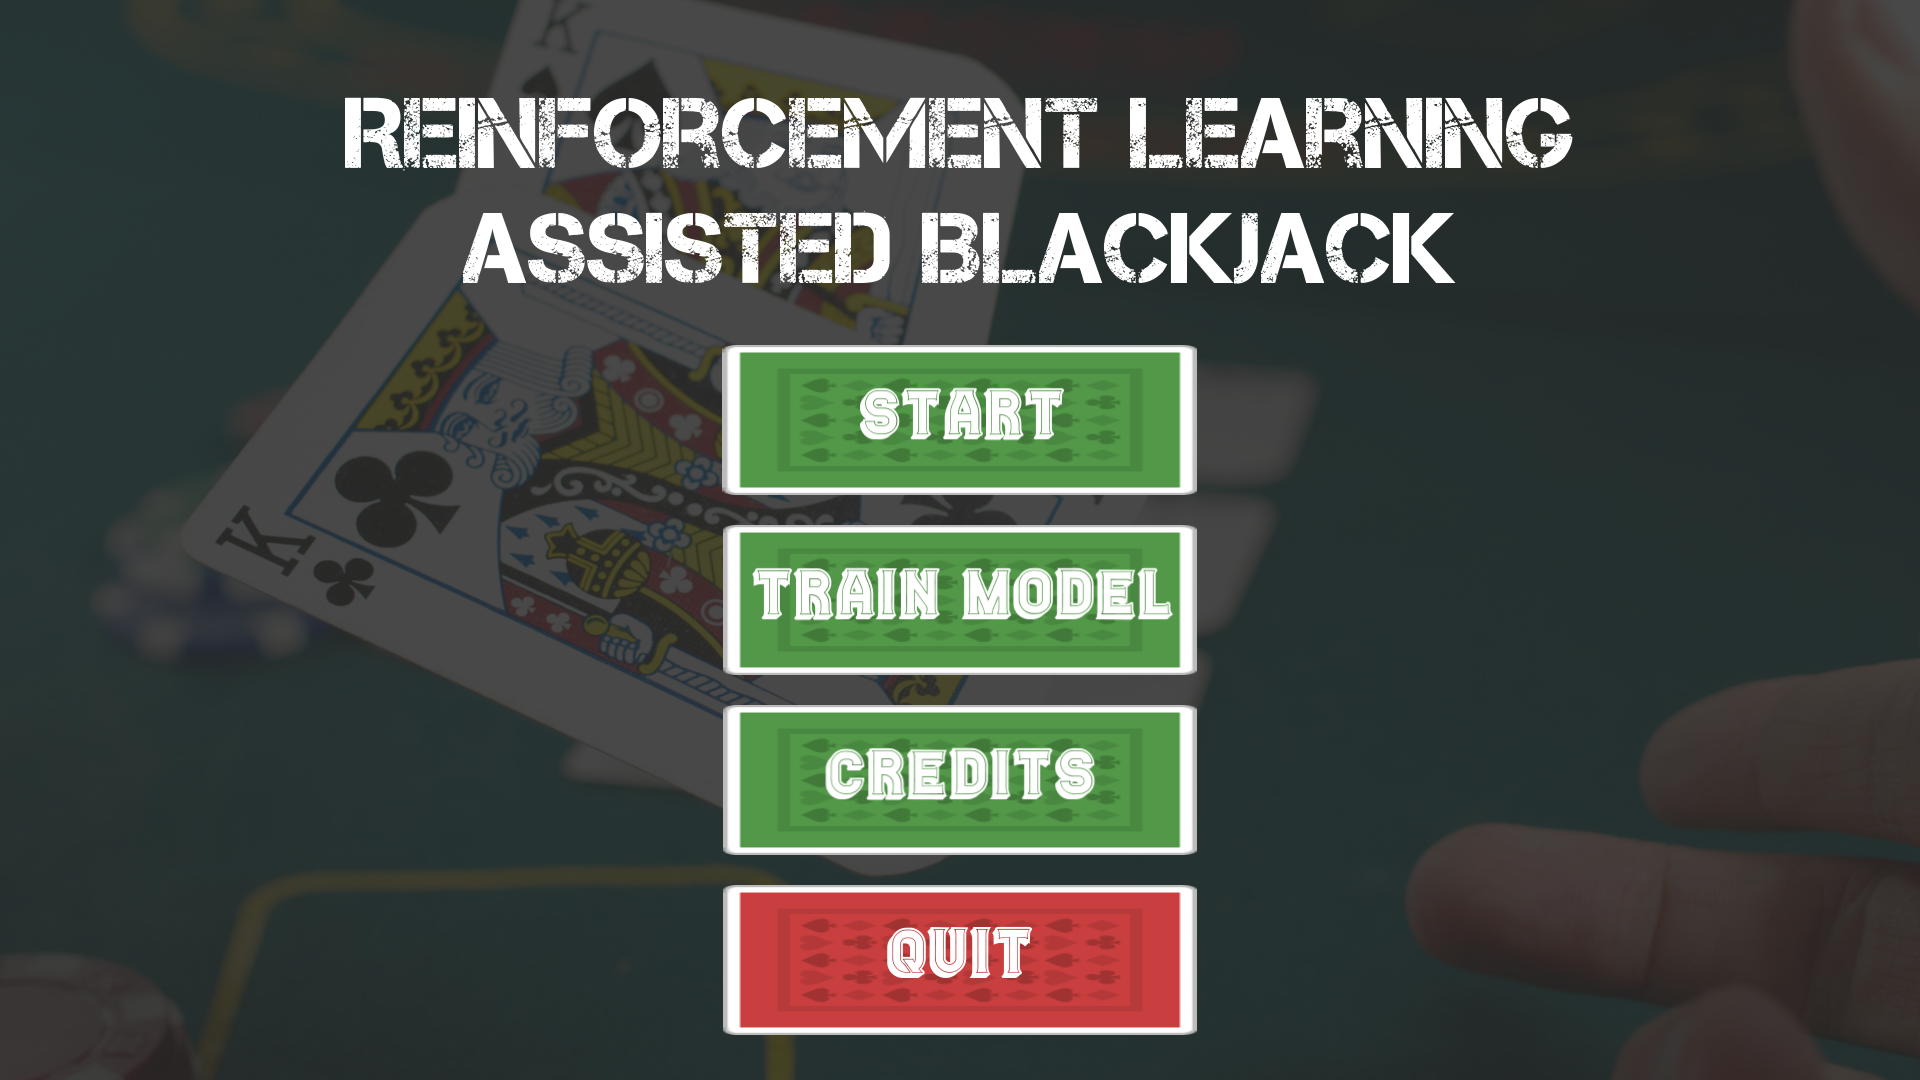 K
REINFORCEMENT LEARNING
ASSISTED BLACKJACK
START
K
TRAIN MODEL
CREDITS
QUIT